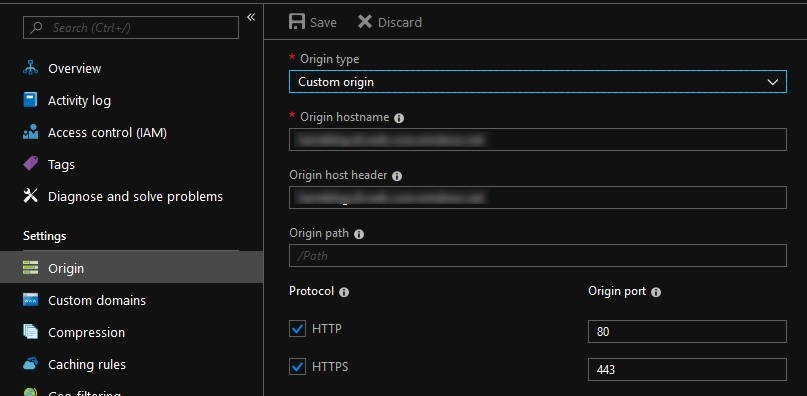 Search (Ctrl+/)
«
Overview
Activity log
Access control (IAM)
Tags
Diagnose and solve problems
Settings
Origin
Custom domains
Compression
Caching rules
Geo-filtering
Save
Discard
* Origin type
Custom origin
* Origin hostname
Origin host header
Origin path
/Path
Protocol
Origin port
HTTP
80
HTTPS
443